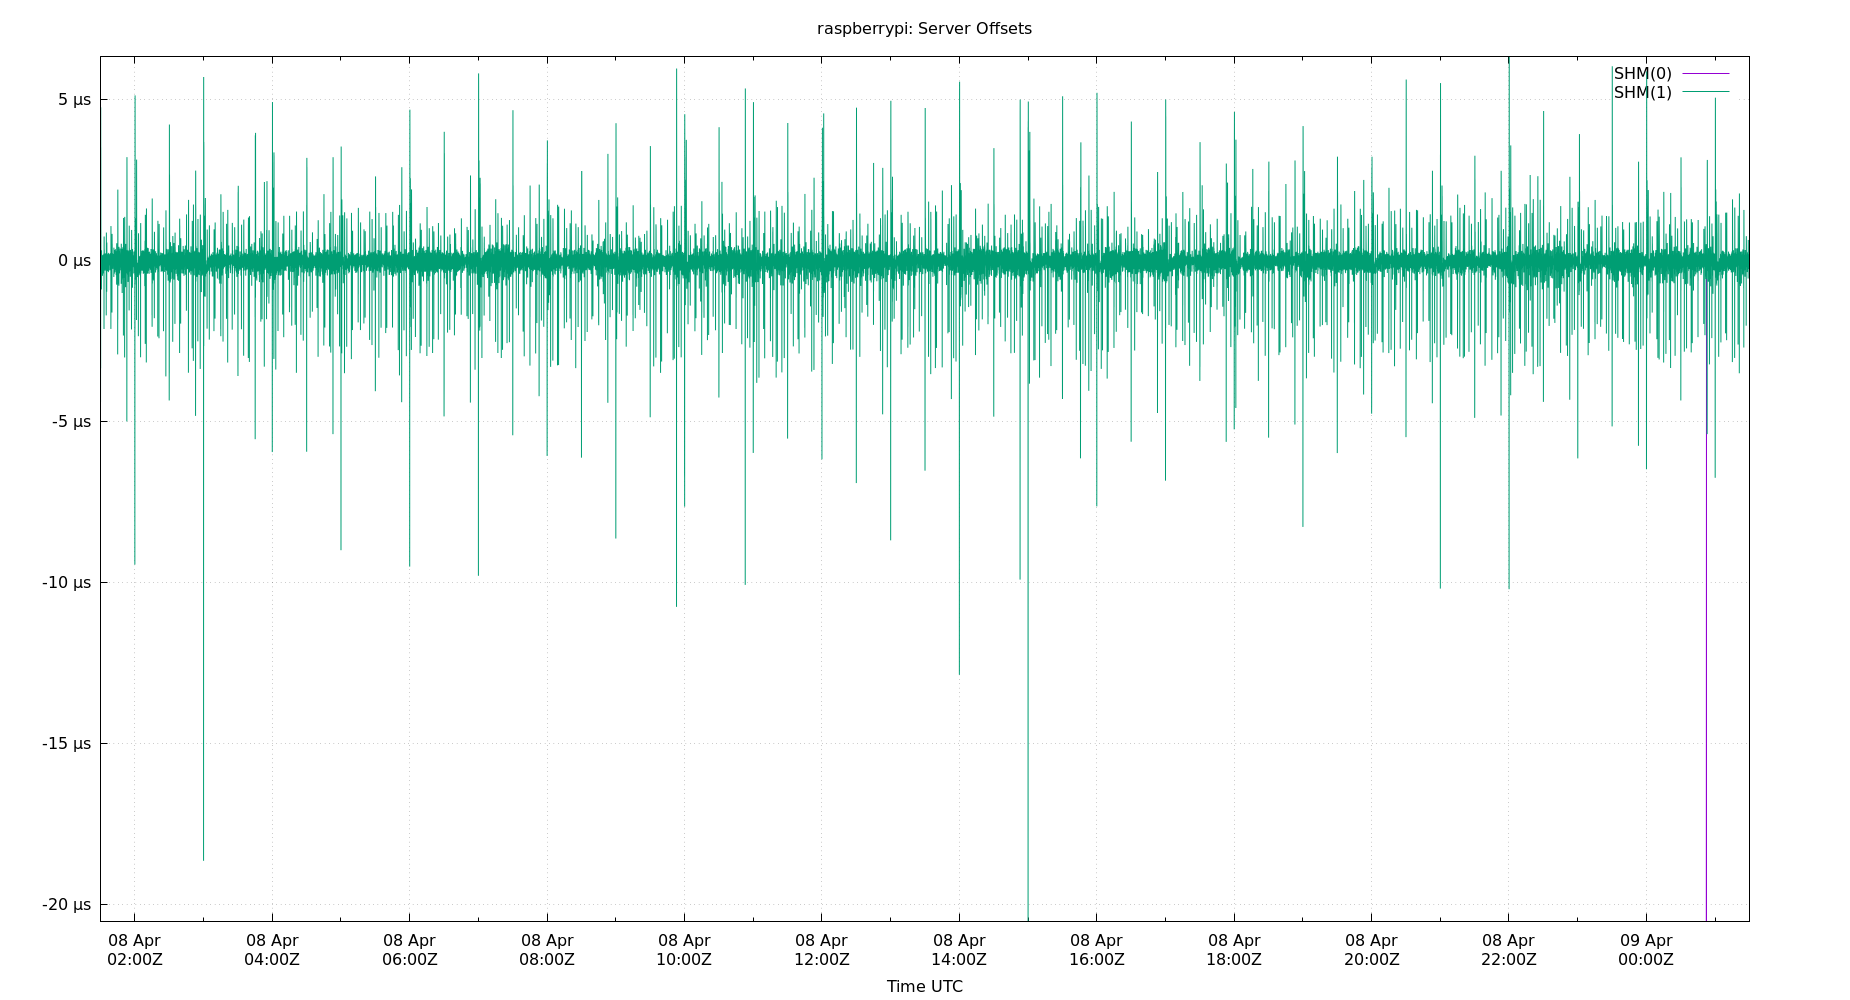 raspberrypi: Server Offsets
SHM(0)
SHM(1)
5 µs
0 µs
-5 µs
-10 µs
-15 µs
-20 µs
08 Apr 08 Apr 08 Apr 08 Apr 08 Apr 08 Apr 08 Apr 08 Apr 08 Apr 08 Apr 08 Apr 09 Apr
02:00Z 04:00Z 06:00Z 08:00Z 10:00Z 12:00Z 14:00Z 16:00Z 18:00Z 20:00Z 22:00Z 00:00Z
Time UTC